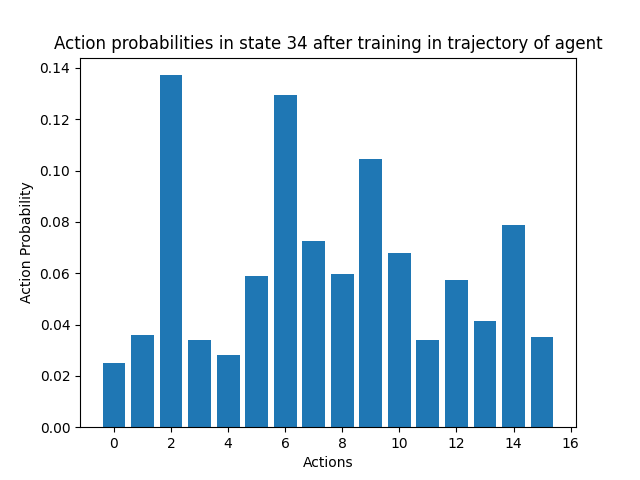 Action probabilities in state 34 after training in trajectory of agent
0.14
0.12
0.10
0.08
0.06
0.04
0.02
0.00
Action Probability
0 2 4 6 8 10 12 14 16
Actions